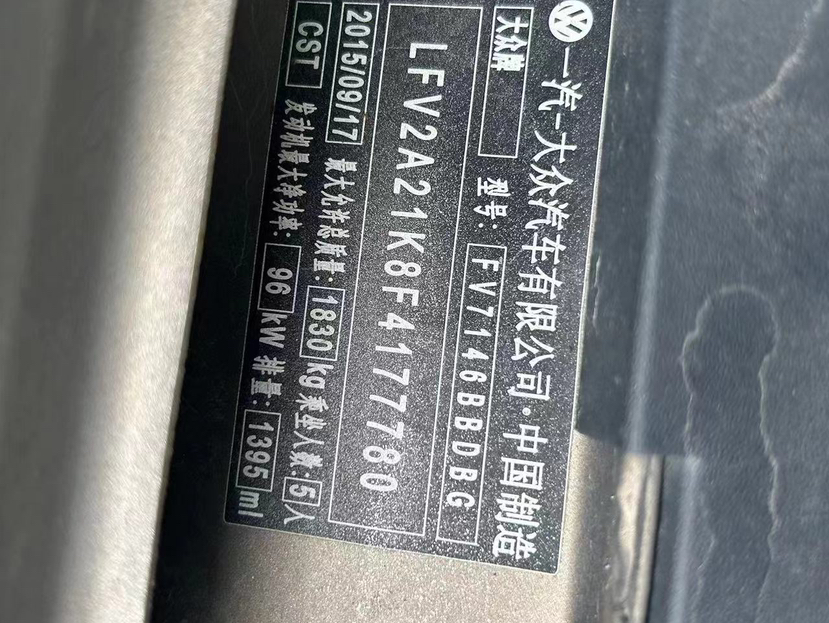 一汽-大众汽车有限公司·中国制造
大众牌 型号: FV7146BBDBG
LFV2A21K8F4177780
2015/09/17 最大允许总质量: 1830 kg 乘坐人数: 5 人
CST 发动机最大净功率: 96 kW 排量: 1395 ml